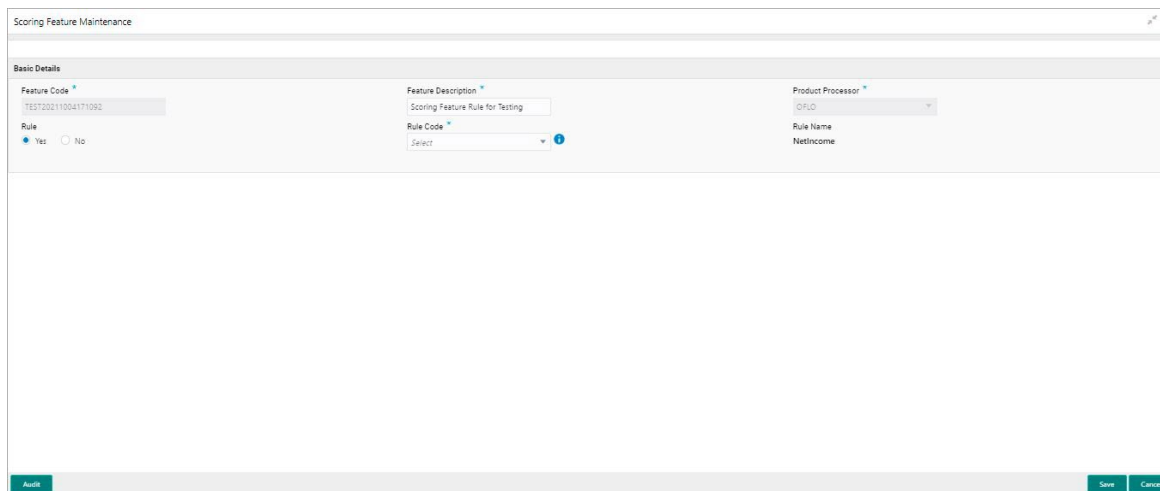 Scoring Feature Maintenance
Basic Details
Feature Code * Feature Description * Product Processor *
TEST20211004171092 Scoring Feature Rule for Testing OFLO
Rule Rule Code * Rule Name
Yes No Select NetIncome
Audit Save Cance